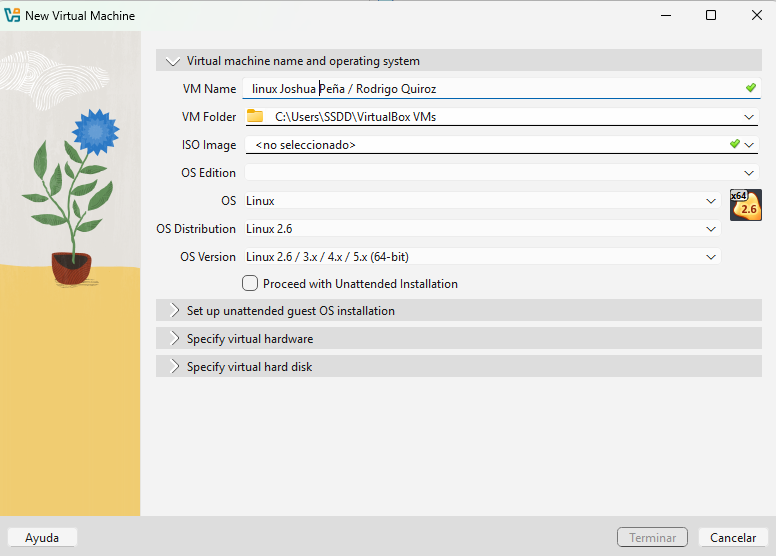 New Virtual Machine
Virtual machine name and operating system
VM Name linux Joshua Peña / Rodrigo Quiroz
VM Folder C:\Users\SSDD\VirtualBox VMs
ISO Image <no seleccionado>
OS Edition
OS Linux
x64
2.6
OS Distribution Linux 2.6
OS Version Linux 2.6 / 3.x / 4.x / 5.x (64-bit)
Proceed with Unattended Installation
Set up unattended guest OS installation
Specify virtual hardware
Specify virtual hard disk
Ayuda Terminar Cancelar